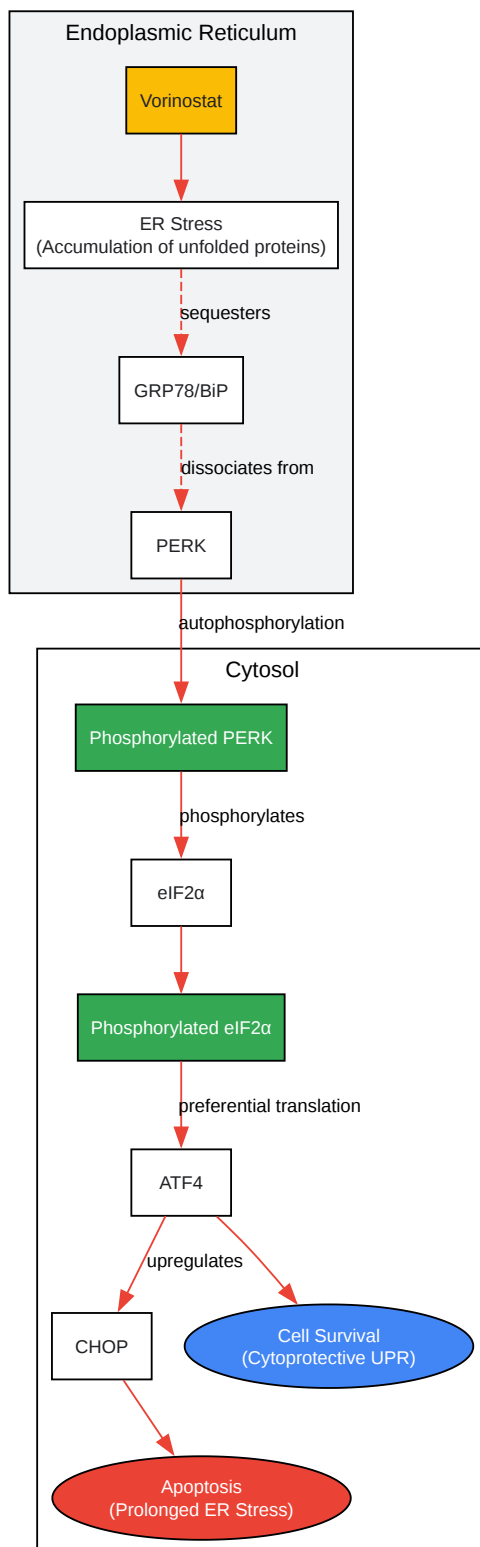 Endoplasmic Reticulum
Vorinostat
ER Stress
(Accumulation of unfolded proteins)
sequesters
GRP78/BiP
dissociates from
PERK
autophosphorylation
Cytosol
Phosphorylated PERK
phosphorylates
eIF2α
Phosphorylated eIF2α
preferential translation
ATF4
upregulates
CHOP
Cell Survival
(Cytoprotective UPR)
Apoptosis
(Prolonged ER Stress)